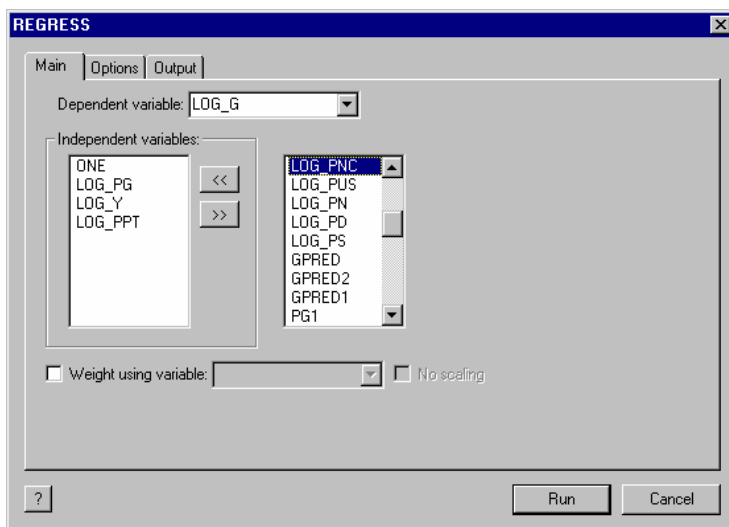 REGRESS
Main Options Output
Dependent variable: LOG_G
Independent variables:
ONE
LOG_PG
LOG_Y
LOG_PPT
<<
>>
LOG_PNC
LOG_PUS
LOG_PN
LOG_PD
LOG_PS
GPRED
GPRED2
GPRED1
PG1
Weight using variable: No scaling
? Run Cancel